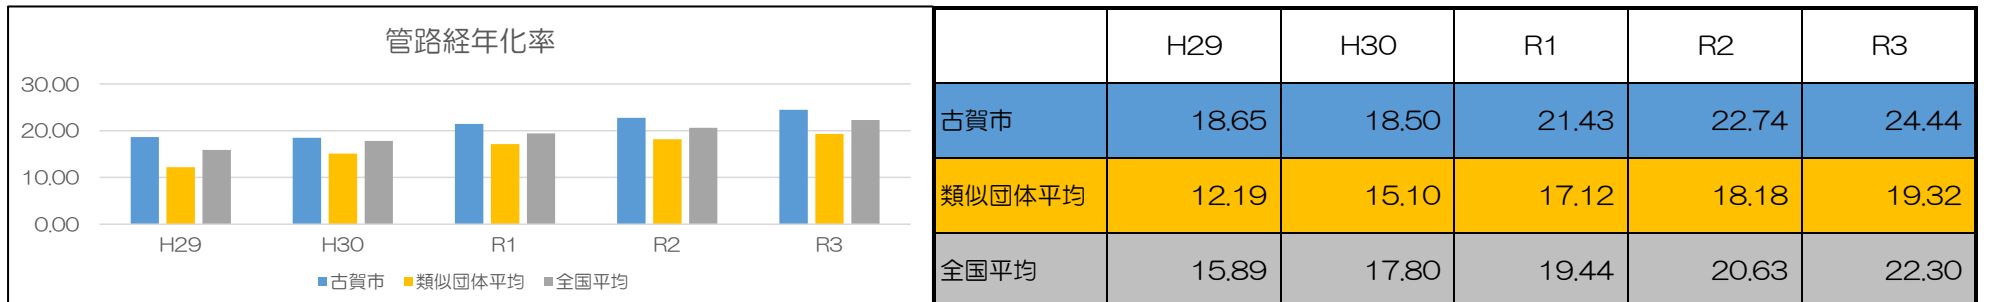 管路経年化率
30.00
20.00
10.00
0.00
H29 H30 R1 R2 R3
古賀市 類似団体平均 全国平均
H29 H30 R1 R2 R3
古賀市 18.65 18.50 21.43 22.74 24.44
類似団体平均 12.19 15.10 17.12 18.18 19.32
全国平均 15.89 17.80 19.44 20.63 22.30